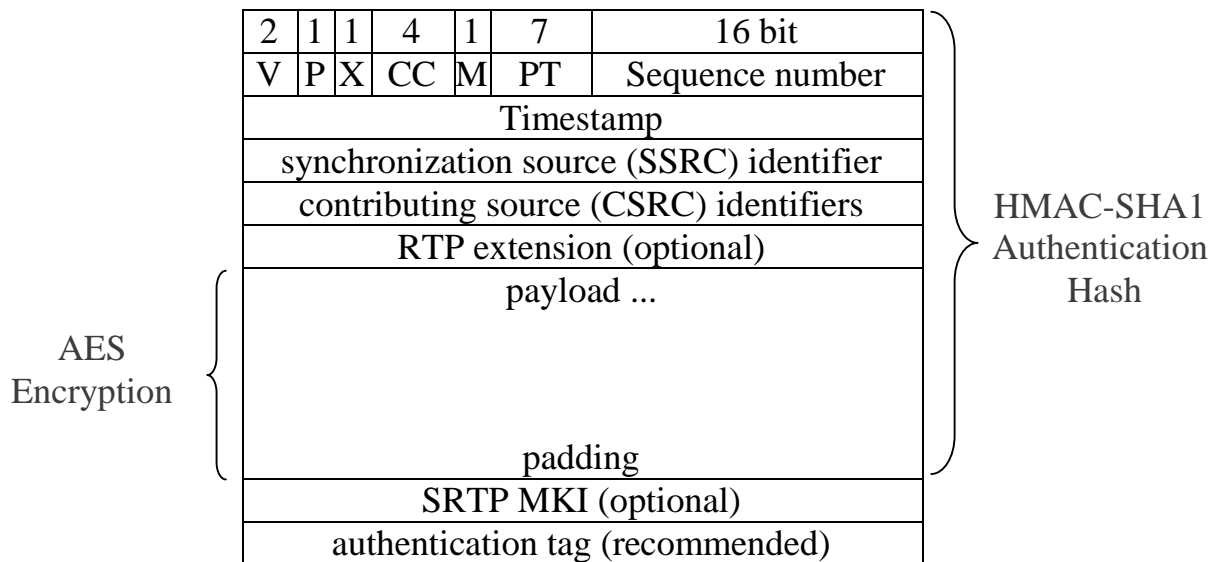 2 1 1 4 1 7 16 bit
V P X CC M PT Sequence number
Timestamp
synchronization source (SSRC) identifier
contributing source (CSRC) identifiers
RTP extension (optional)
payload ...
padding
SRTP MKI (optional)
authentication tag (recommended)
AES
Encryption
HMAC-SHA1
Authentication
Hash